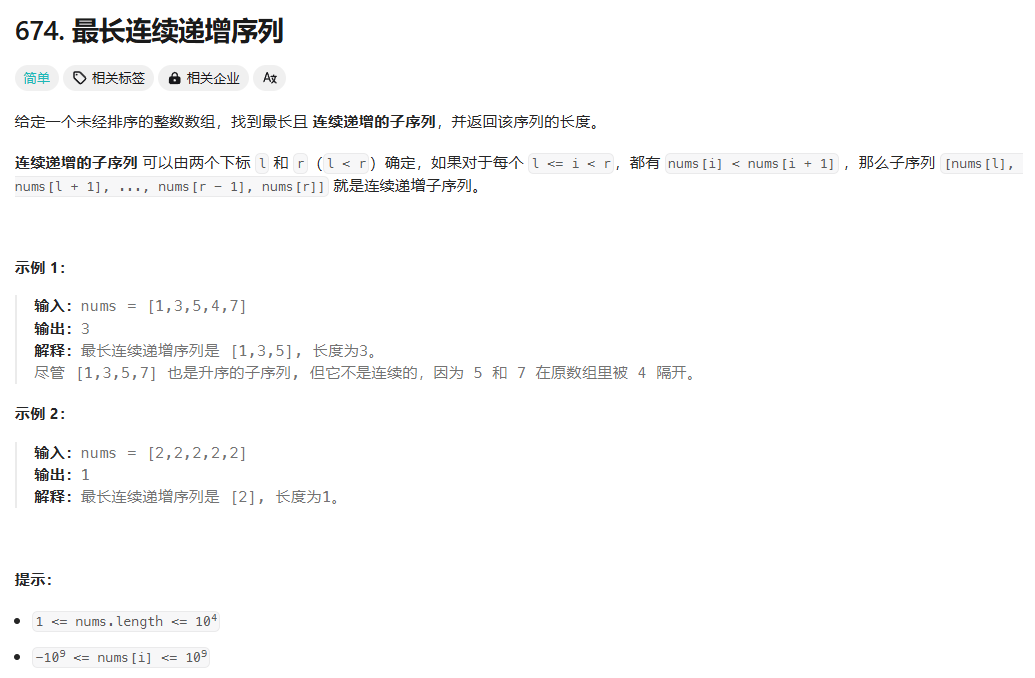 674. 最长连续递增序列
简单 相关标签 相关企业 Az
给定一个未经排序的整数数组，找到最长且 连续递增的子序列，并返回该序列的长度。
连续递增的子序列 可以由两个下标 l 和 r（l < r）确定，如果对于每个 l <= i < r，都有 nums[i] < nums[i + 1] ，那么子序列 [nums[l],
nums[l + 1], ..., nums[r - 1], nums[r]] 就是连续递增子序列。
示例 1：
输入：nums = [1,3,5,4,7]
输出：3
解释：最长连续递增序列是 [1,3,5], 长度为3。
尽管 [1,3,5,7] 也是升序的子序列, 但它不是连续的，因为 5 和 7 在原数组里被 4 隔开。
示例 2：
输入：nums = [2,2,2,2,2]
输出：1
解释：最长连续递增序列是 [2], 长度为1。
提示：
1 <= nums.length <= 10⁴
-10⁹ <= nums[i] <= 10⁹